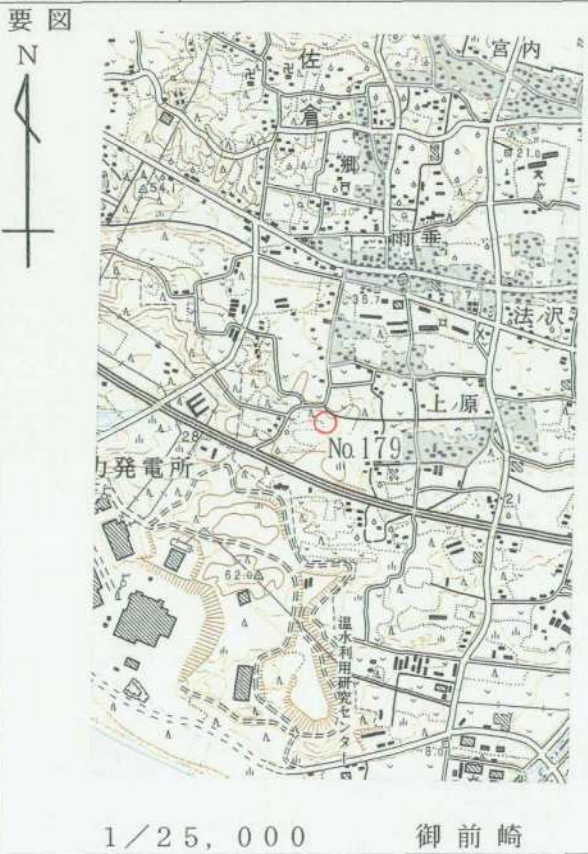 要図
N
宮内
佐倉
郷
21.0
54.1
雨垂
38.7
法沢
上原
No.179
28
力発電所
21
62.0
温水利用研究センター
8.0
1/25,000 御前崎